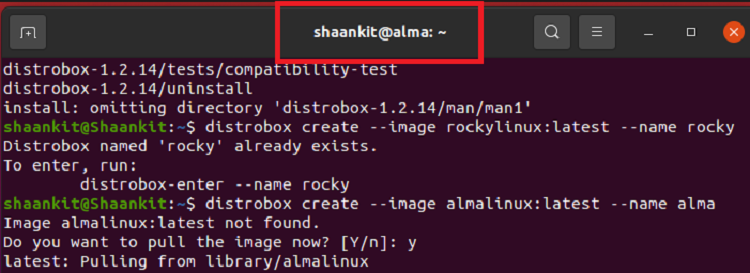 shaankit@alma: ~
distrobox-1.2.14/tests/compatibility-test
distrobox-1.2.14/uninstall
install: omitting directory 'distrobox-1.2.14/man/man1'
shaankit@Shaankit:~$ distrobox create --image rockylinux:latest --name rocky
Distrobox named 'rocky' already exists.
To enter, run:
distrobox-enter --name rocky
shaankit@Shaankit:~$ distrobox create --image almalinux:latest --name alma
Image almalinux:latest not found.
Do you want to pull the image now? [Y/n]: y
latest: Pulling from library/almalinux